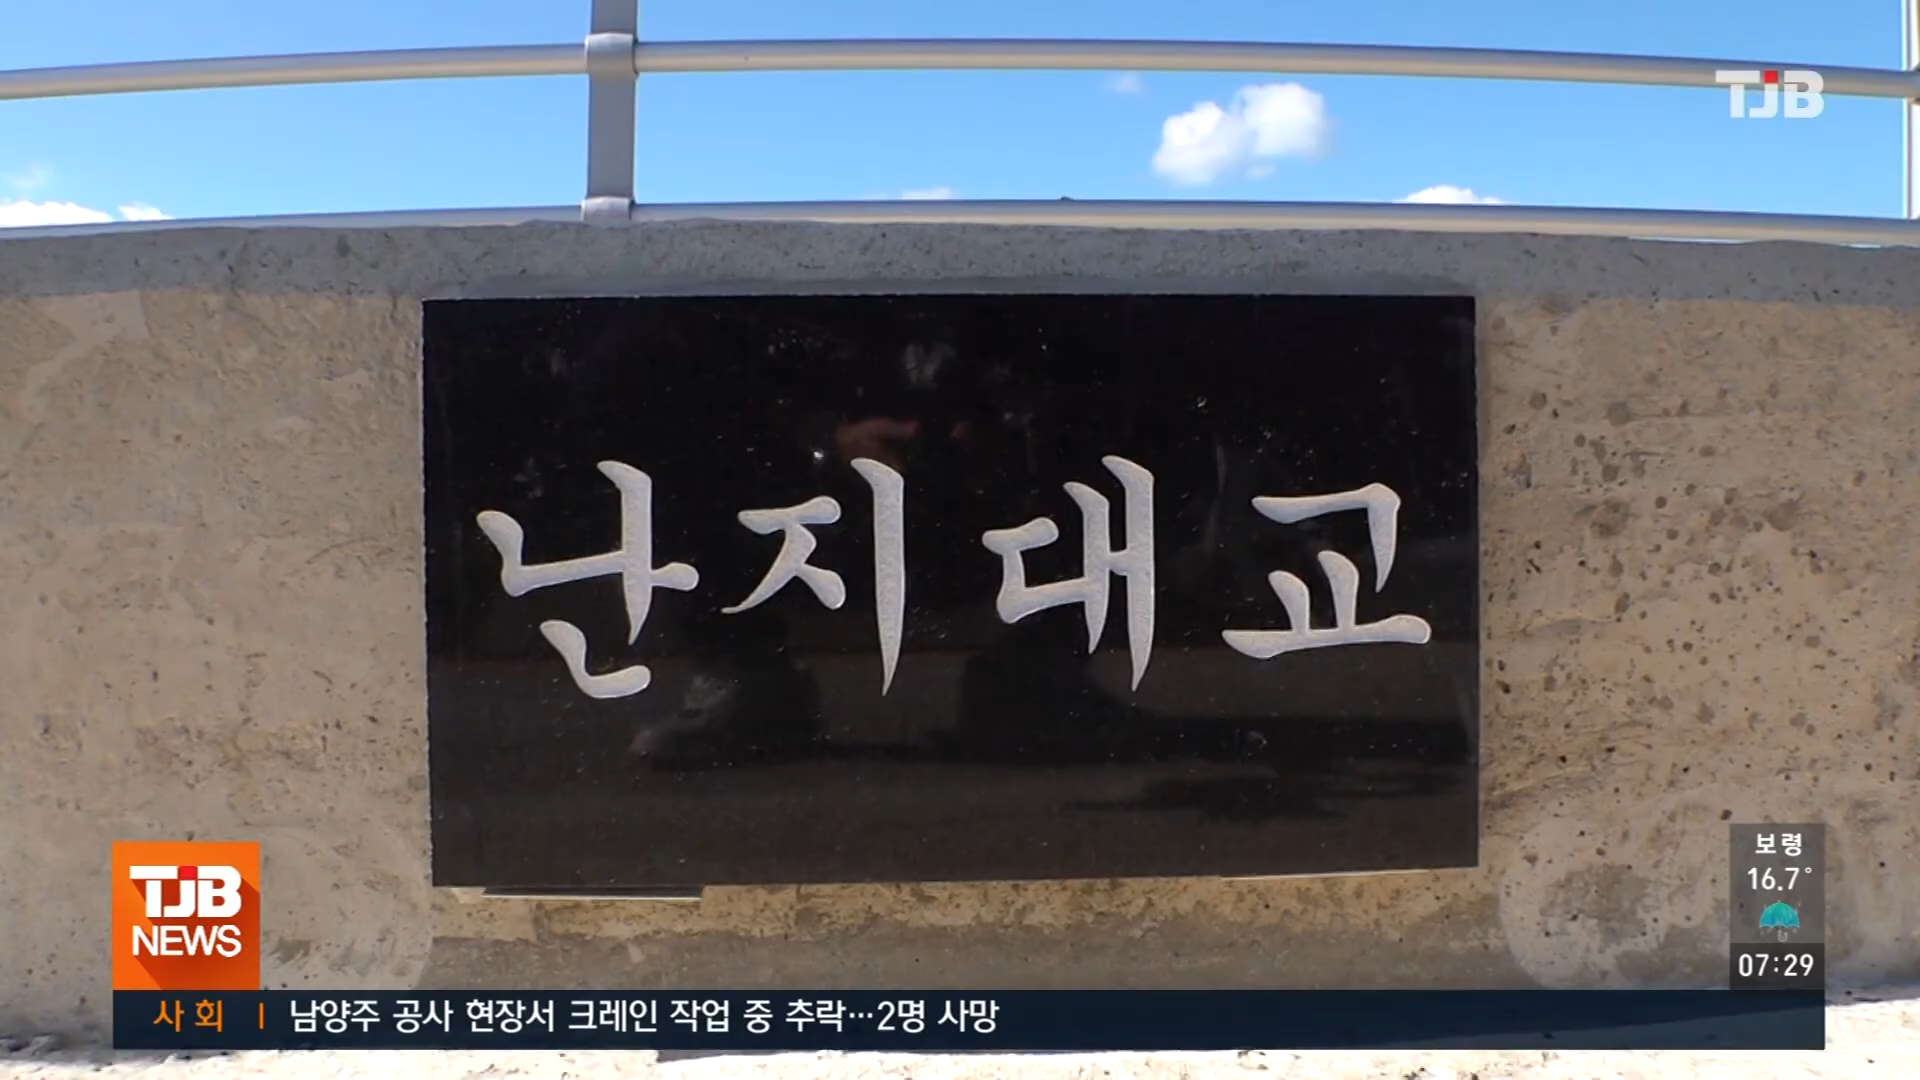 TJB
난지대교
보령
16.7°
07:29
TJB
NEWS
사회 | 남양주 공사 현장서 크레인 작업 중 추락…2명 사망